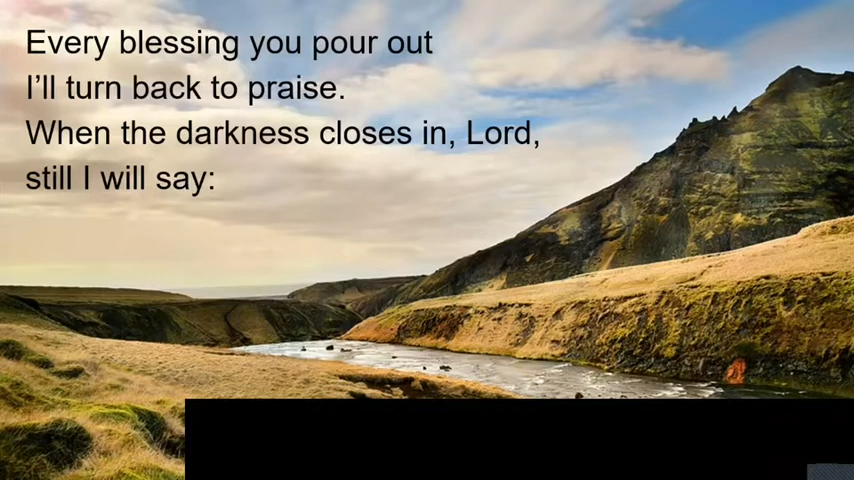 Every blessing you pour out
I’ll turn back to praise.
When the darkness closes in, Lord,
still I will say: